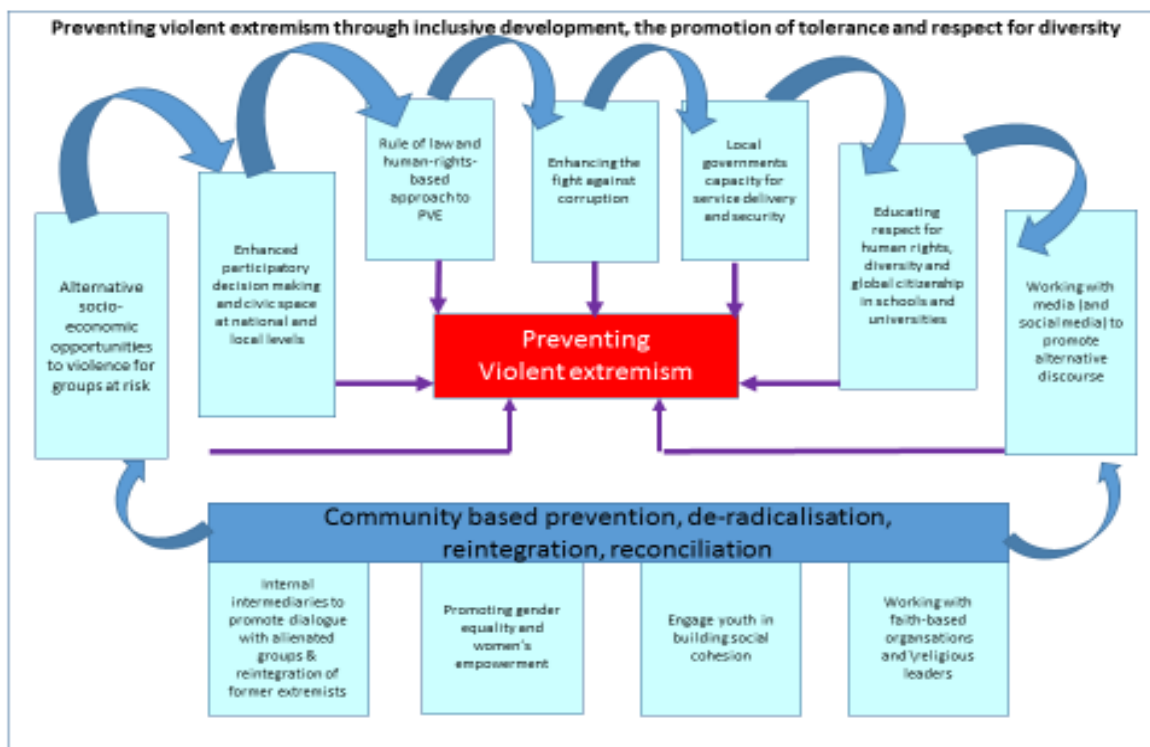 Preventing violent extremism through inclusive development, the promotion of tolerance and respect for diversity
Alternative
socio-
economic
opportunities
to violence for
groups at risk
Enhanced
participatory
decision making
and civic space
at national and
local levels
Rule of law and
human-rights-
based
approach to
PVE
Enhancing the
fight against
corruption
Local
governments
capacity for
service delivery
and security
Educating
respect for
human rights,
diversity and
global citizenship
in schools and
universities
Working with
media (and
social media) to
promote
alternative
discourse
Preventing
Violent extremism
Community based prevention, de-radicalisation,
reintegration, reconciliation
Internal
intermediaries to
promote dialogue
with alienated
groups &
reintegration of
former extremists
Promoting gender
equality and
women's
empowerment
Engage youth in
building social
cohesion
Working with
faith-based
organsations
and \religious
leaders